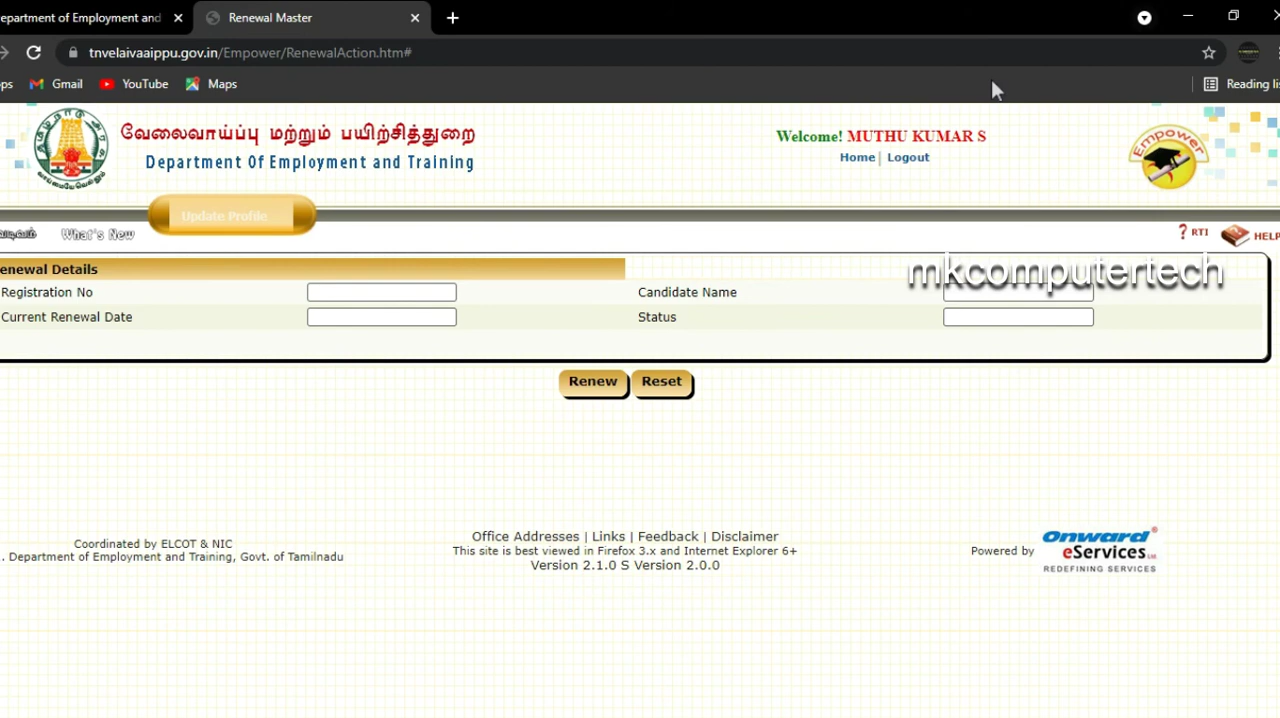 epartment of Employment and
Renewal Master
tnvelaivaaippu.gov.in/Empower/RenewalAction.htm#
ps Gmail YouTube Maps Reading li
வேலைவாய்ப்பு மற்றும் பயிற்சித்துறை
Department Of Employment and Training
Welcome! MUTHU KUMAR S
Home | Logout
Empower
Update Profile
What's New
? RTI HELP
mkcomputertech
enewal Details
Registration No Candidate Name
Current Renewal Date Status
Renew Reset
Coordinated by ELCOT & NIC
. Department of Employment and Training, Govt. of Tamilnadu
Office Addresses | Links | Feedback | Disclaimer
This site is best viewed in Firefox 3.x and Internet Explorer 6+
Version 2.1.0 S Version 2.0.0
Powered by
Onward
eServices Ltd.
REDEFINING SERVICES